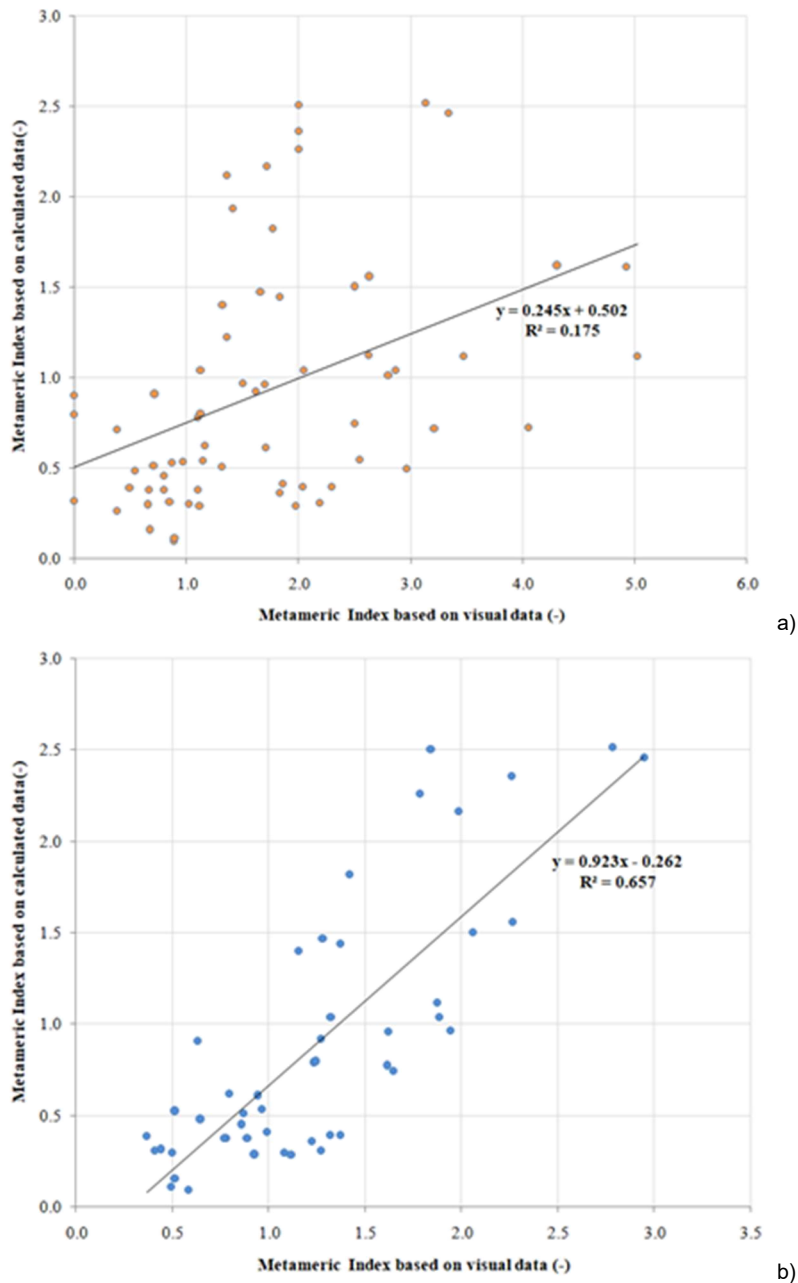 3.0
2.5
2.0
1.5
1.0
0.5
0.0
Metameric Index based on calculated data(-)
y = 0.245x + 0.502
R² = 0.175
0.0 1.0 2.0 3.0 4.0 5.0 6.0
Metameric Index based on visual data (-)
a)
3.0
2.5
2.0
1.5
1.0
0.5
0.0
Metameric Index based on calculated data(-)
y = 0.923x - 0.262
R² = 0.657
0.0 0.5 1.0 1.5 2.0 2.5 3.0 3.5
Metameric Index based on visual data (-)
b)